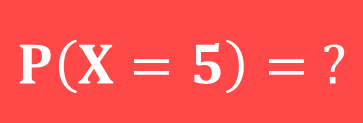 P(X = 5) = ?